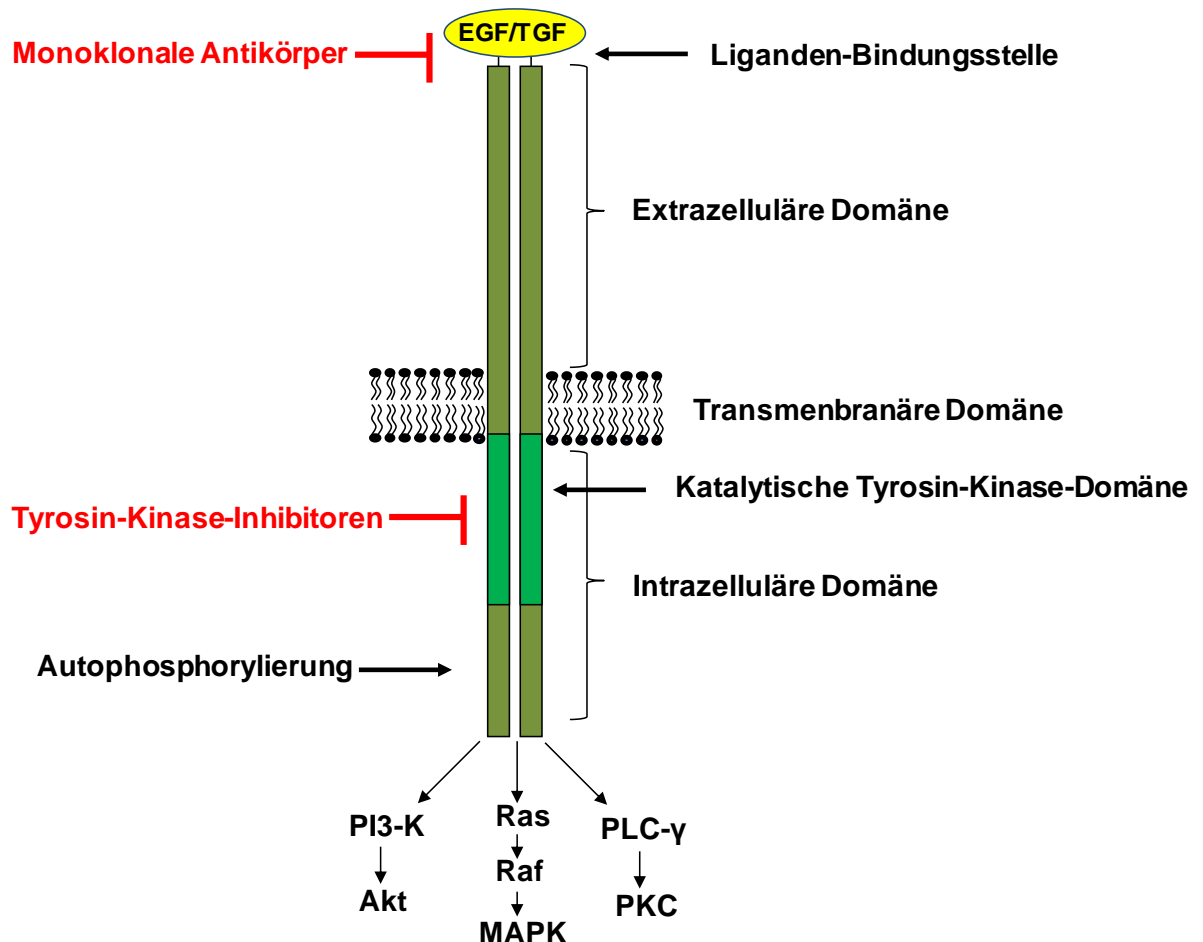 EGF/TGF
Monoklonale Antikörper
Liganden-Bindungsstelle
Extrazelluläre Domäne
Transmenbranäre Domäne
Katalytische Tyrosin-Kinase-Domäne
Tyrosin-Kinase-Inhibitoren
Intrazelluläre Domäne
Autophosphorylierung
PI3-K
Akt
Ras
Raf
MAPK
PLC-γ
PKC